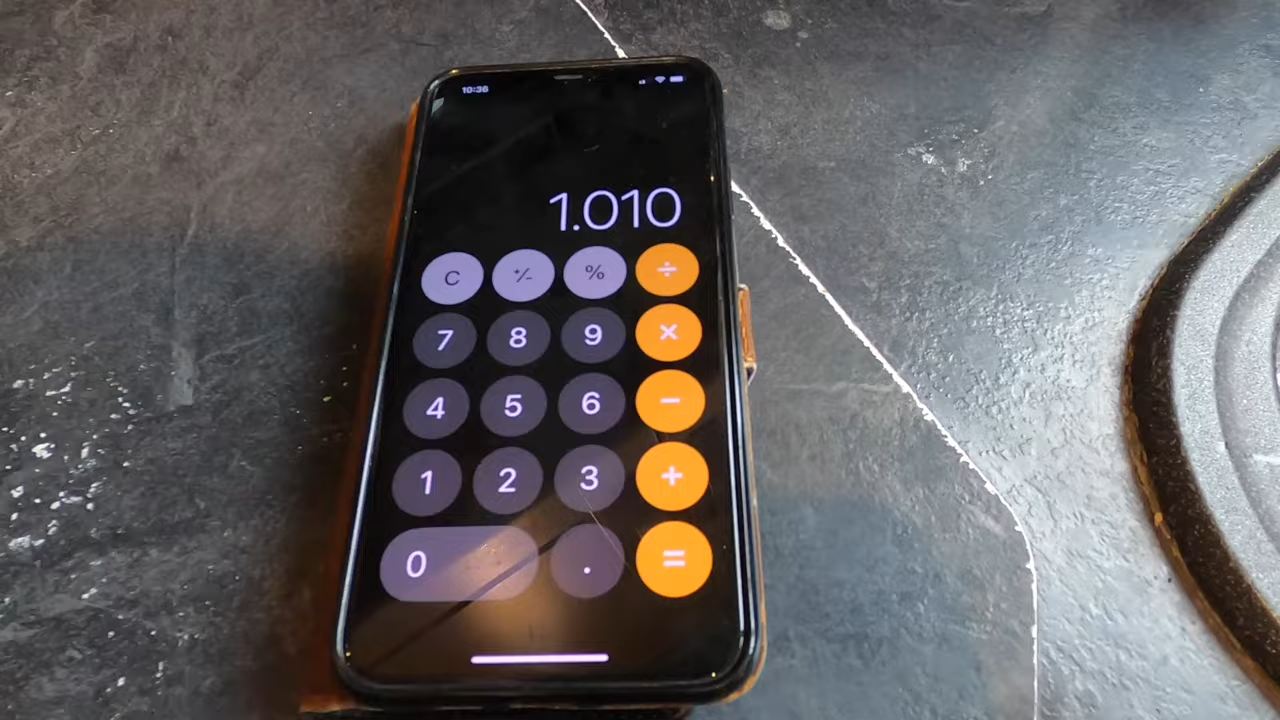 10:36
1.010
C +/- % ÷
7 8 9 ×
4 5 6 −
1 2 3 +
0 . =